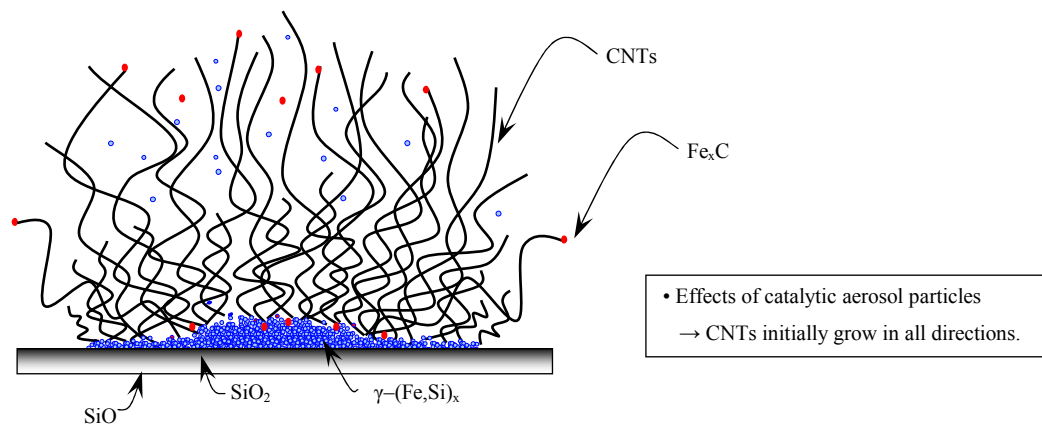 CNTs
FeₓC
• Effects of catalytic aerosol particles
→ CNTs initially grow in all directions.
SiO₂
γ–(Fe,Si)ₓ
SiO